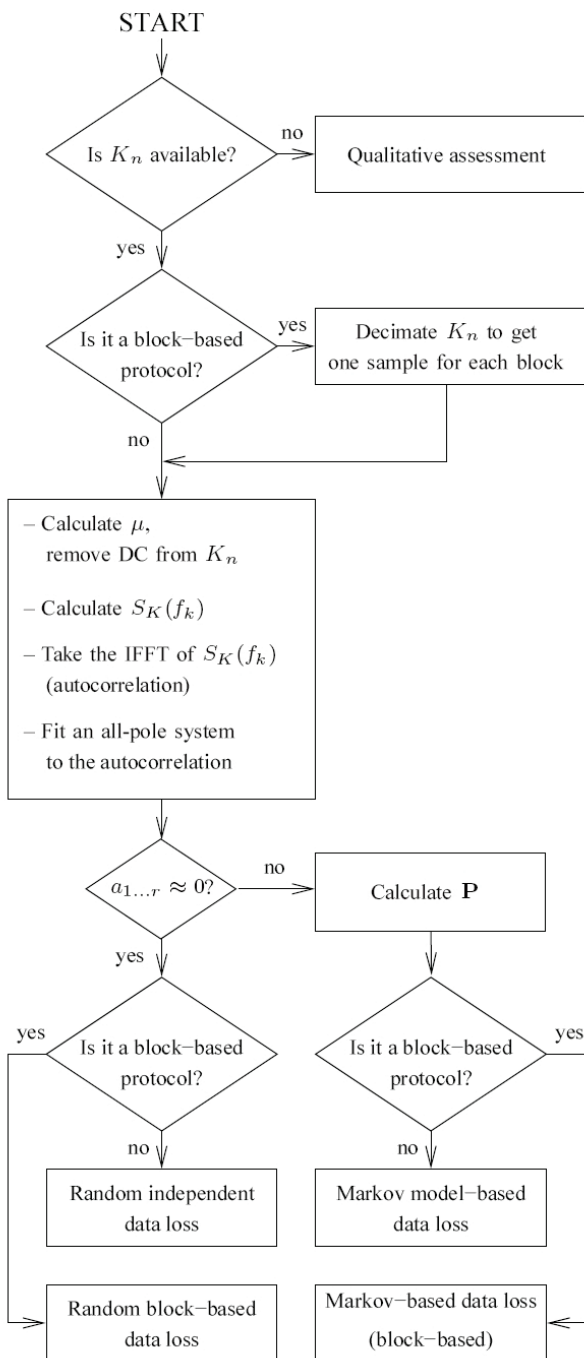 START
Is Kₙ available?
no
Qualitative assessment
yes
Is it a block−based
protocol?
yes
Decimate Kₙ to get
one sample for each block
no
– Calculate μ,
remove DC from Kₙ
– Calculate S_K(f_k)
– Take the IFFT of S_K(f_k)
(autocorrelation)
– Fit an all-pole system
to the autocorrelation
a₁...ᵣ ≈ 0?
no
Calculate P
yes
yes
Is it a block−based
protocol?
Is it a block−based
protocol?
yes
no
no
Random independent
data loss
Markov model−based
data loss
Random block−based
data loss
Markov−based data loss
(block−based)